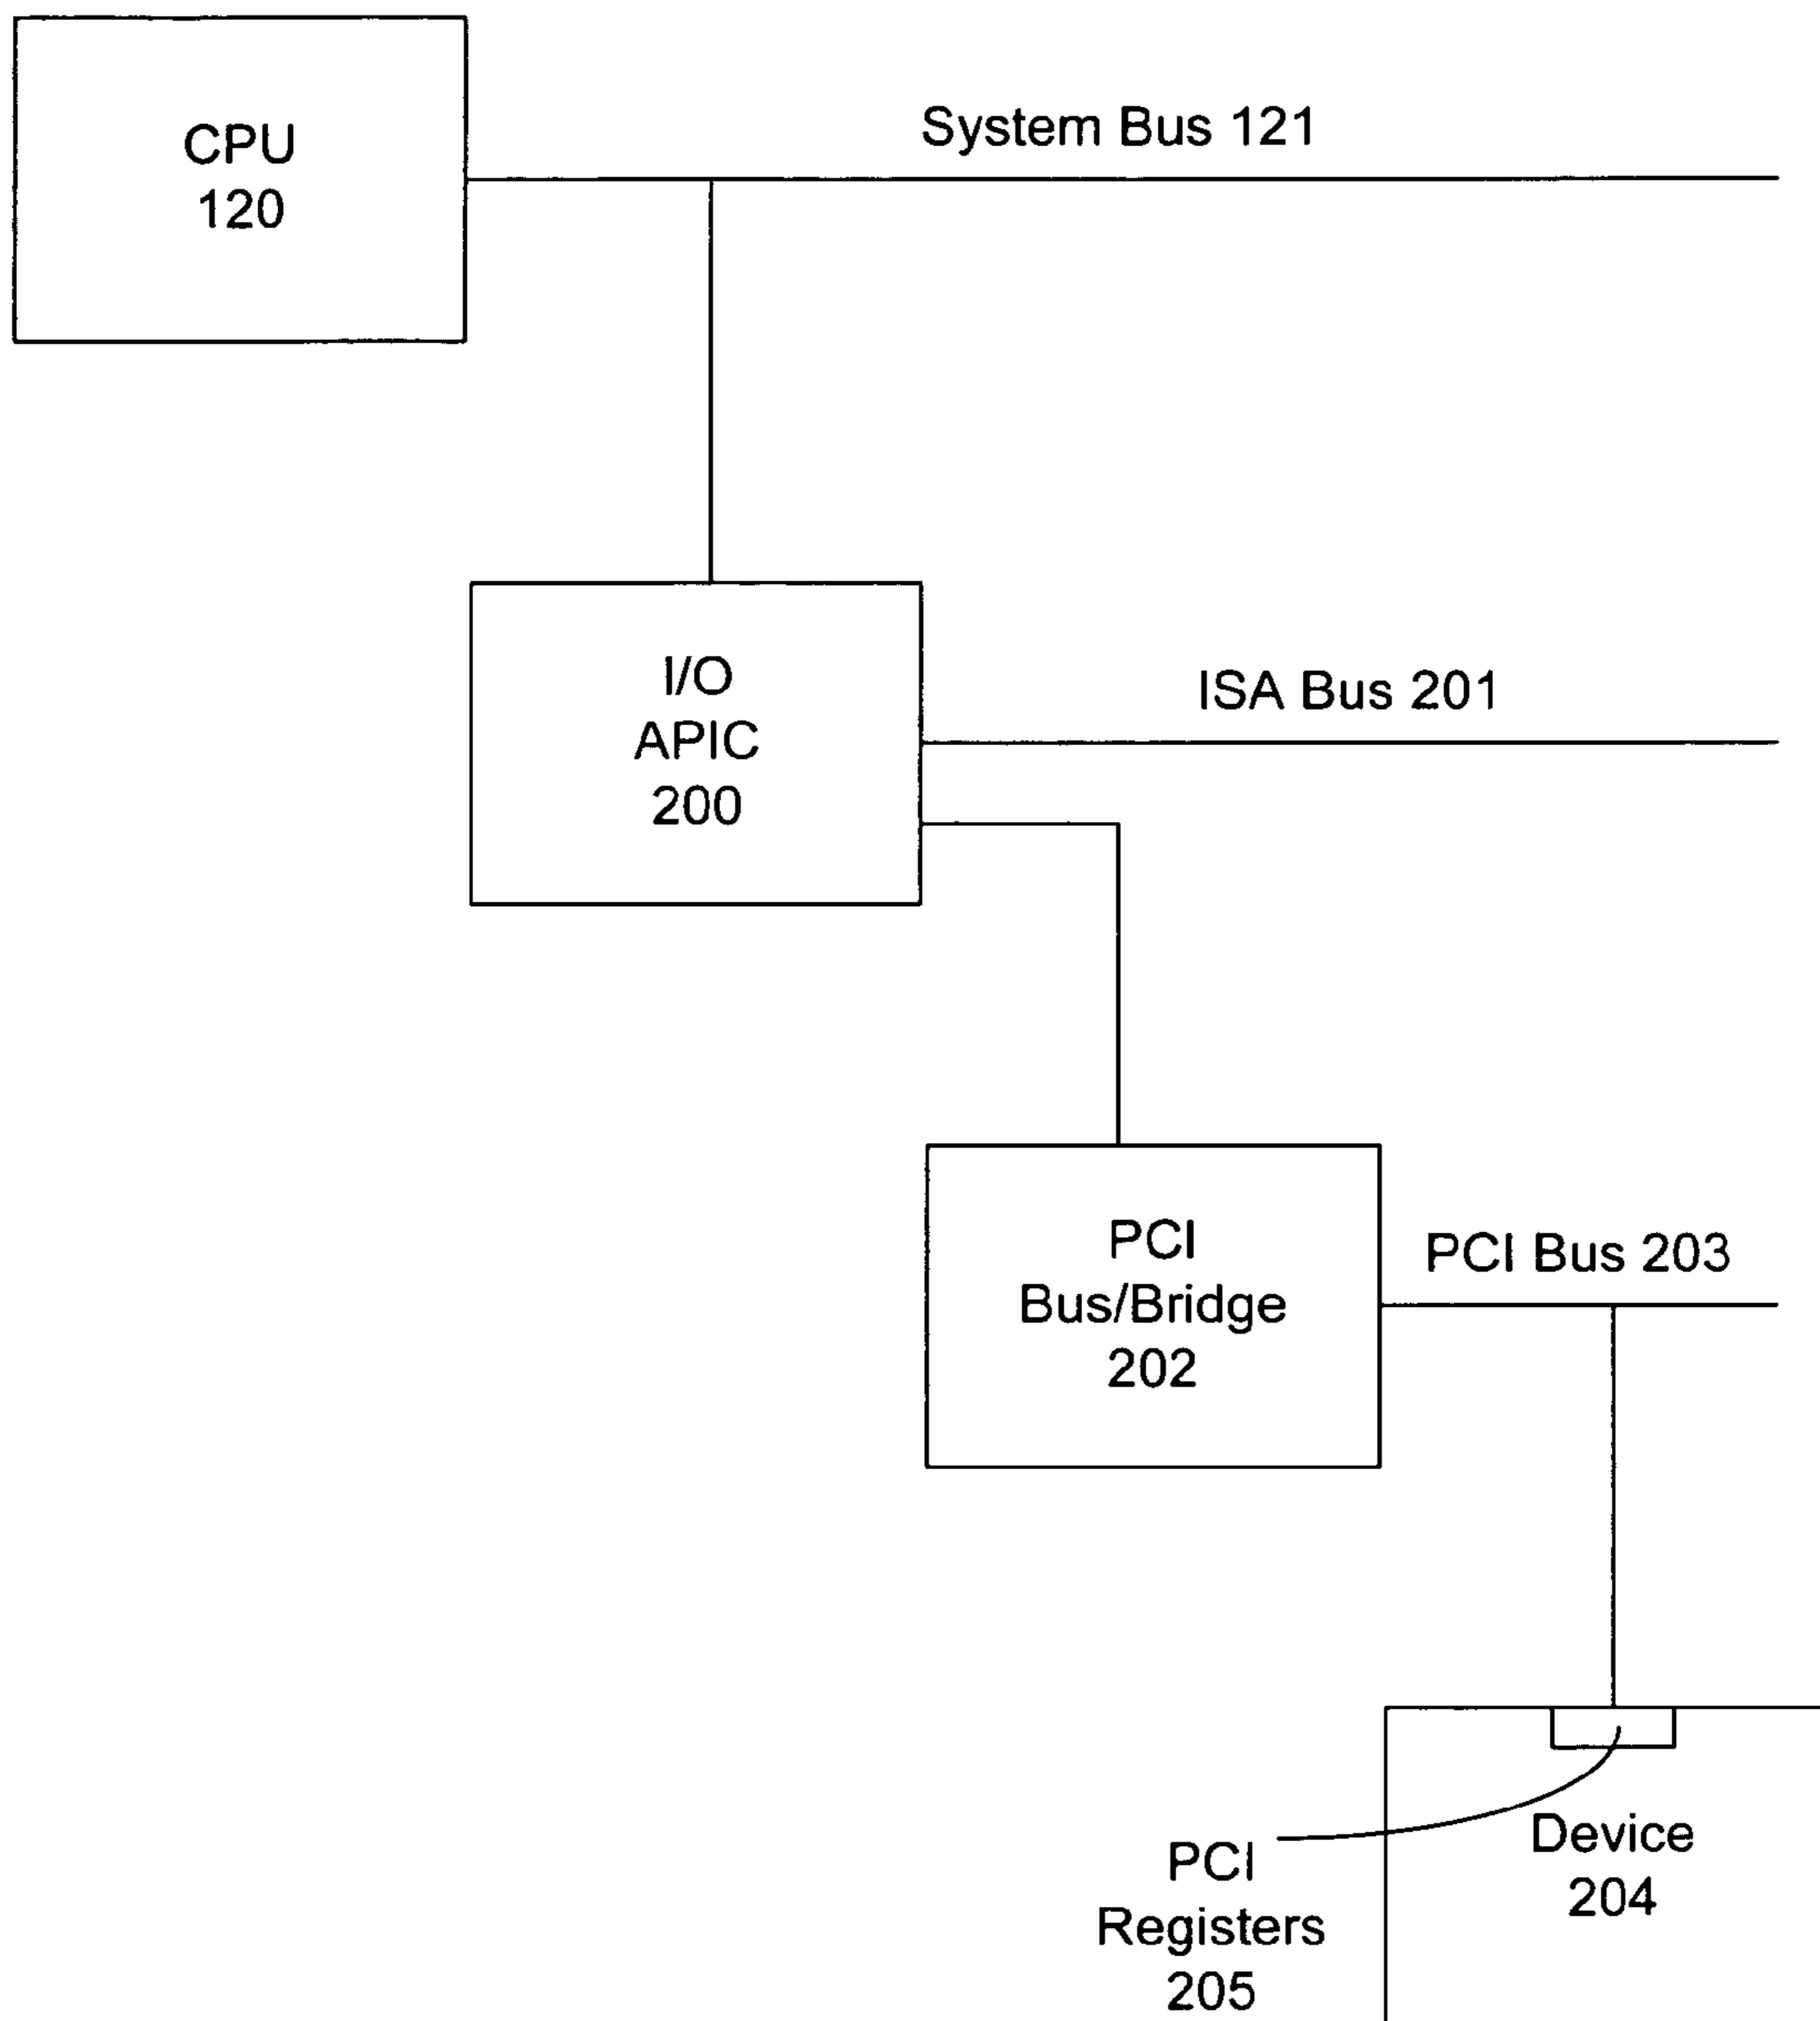 CPU
120
System Bus 121
I/O
APIC
200
ISA Bus 201
PCI
Bus/Bridge
202
PCI Bus 203
Device
204
PCI
Registers
205